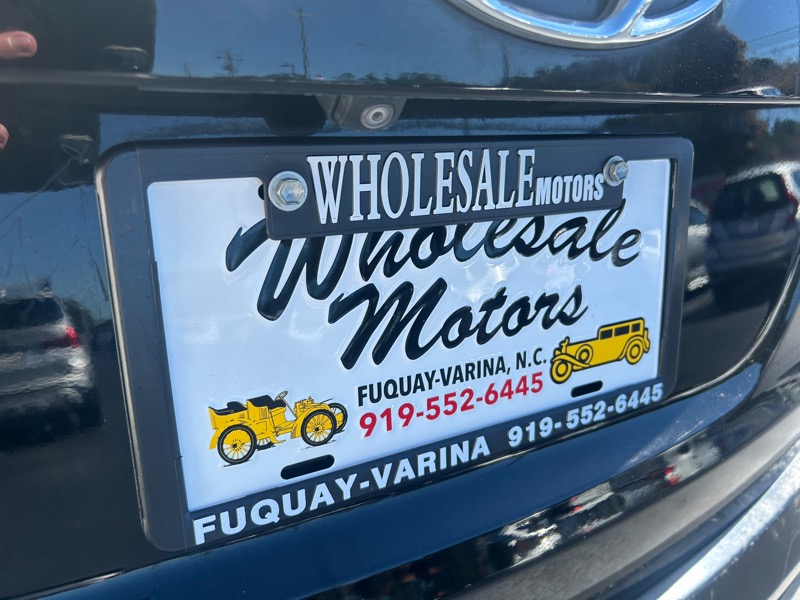 WHOLESALE MOTORS
Wholesale
Motors
FUQUAY-VARINA, N.C.
919-552-6445
FUQUAY-VARINA 919-552-6445